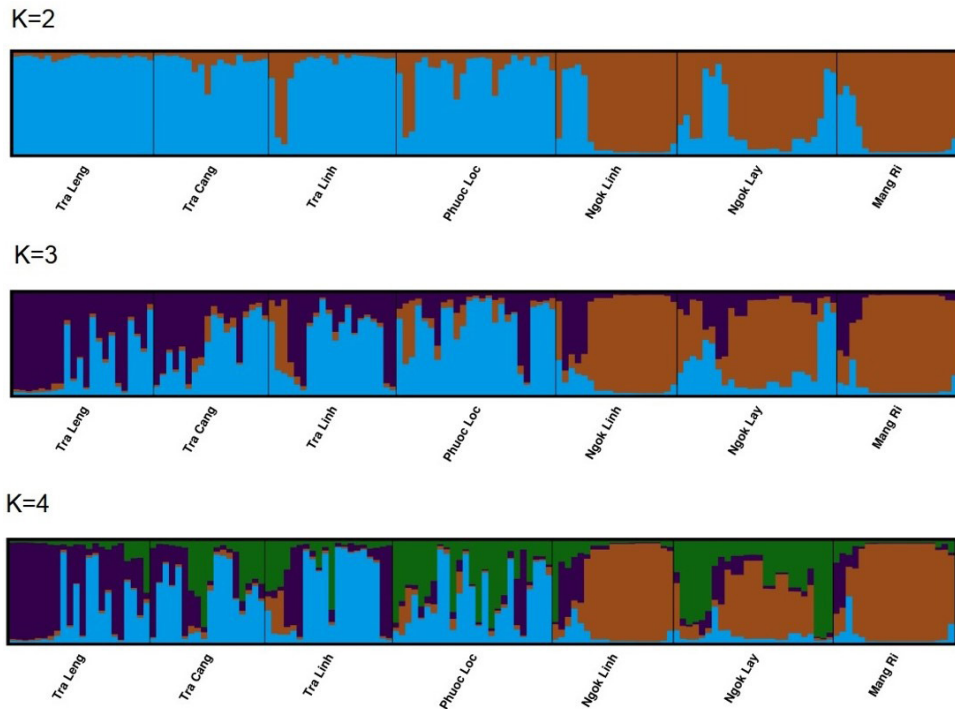 K=2
Tra Leng
Tra Cang
Tra Linh
Phuoc Loc
Ngok Linh
Ngok Lay
Mang Ri
K=3
Tra Leng
Tra Cang
Tra Linh
Phuoc Loc
Ngok Linh
Ngok Lay
Mang Ri
K=4
Tra Leng
Tra Cang
Tra Linh
Phuoc Loc
Ngok Linh
Ngok Lay
Mang Ri